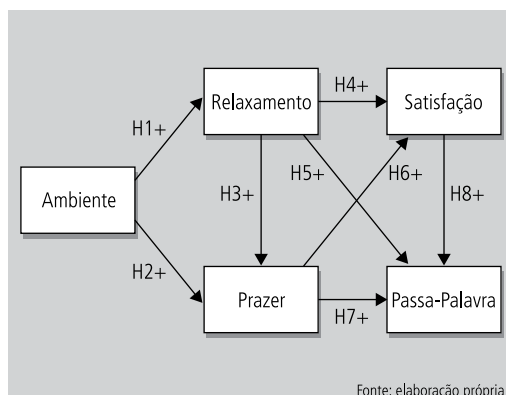 Relaxamento
H4+
Satisfação
H1+
Ambiente
H3+
H5+
H6+
H8+
H2+
Prazer
H7+
Passa-Palavra
Fonte: elaboração própria